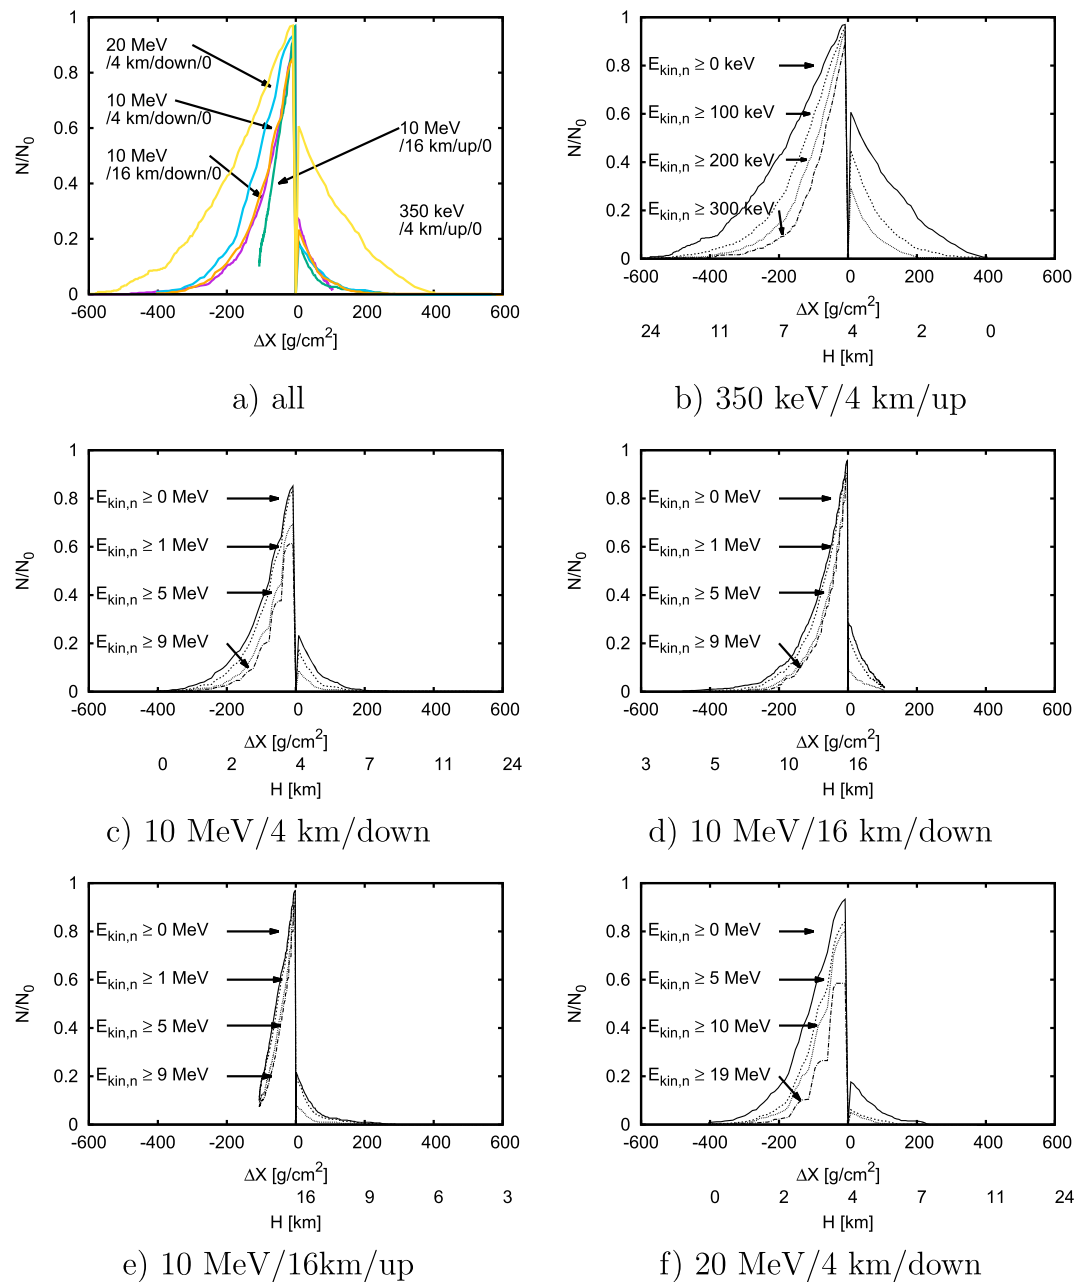 1
0.8
0.6
0.4
0.2
0
N/N0
20 MeV
/4 km/down/0
10 MeV
/4 km/down/0
10 MeV
/16 km/down/0
10 MeV
/16 km/up/0
350 keV
/4 km/up/0
-600 -400 -200 0 200 400 600
ΔX [g/cm2]
a) all
1
0.8
0.6
0.4
0.2
0
N/N0
Ekin,n ≥ 0 keV
Ekin,n ≥ 100 keV
Ekin,n ≥ 200 keV
Ekin,n ≥ 300 keV
-600 -400 -200 0 200 400 600
ΔX [g/cm2]
24 11 7 4 2 0
H [km]
b) 350 keV/4 km/up
1
0.8
0.6
0.4
0.2
0
N/N0
Ekin,n ≥ 0 MeV
Ekin,n ≥ 1 MeV
Ekin,n ≥ 5 MeV
Ekin,n ≥ 9 MeV
-600 -400 -200 0 200 400 600
ΔX [g/cm2]
0 2 4 7 11 24
H [km]
c) 10 MeV/4 km/down
1
0.8
0.6
0.4
0.2
0
N/N0
Ekin,n ≥ 0 MeV
Ekin,n ≥ 1 MeV
Ekin,n ≥ 5 MeV
Ekin,n ≥ 9 MeV
-600 -400 -200 0 200 400 600
ΔX [g/cm2]
3 5 10 16
H [km]
d) 10 MeV/16 km/down
1
0.8
0.6
0.4
0.2
0
N/N0
Ekin,n ≥ 0 MeV
Ekin,n ≥ 1 MeV
Ekin,n ≥ 5 MeV
Ekin,n ≥ 9 MeV
-600 -400 -200 0 200 400 600
ΔX [g/cm2]
16 9 6 3
H [km]
e) 10 MeV/16km/up
1
0.8
0.6
0.4
0.2
0
N/N0
Ekin,n ≥ 0 MeV
Ekin,n ≥ 5 MeV
Ekin,n ≥ 10 MeV
Ekin,n ≥ 19 MeV
-600 -400 -200 0 200 400 600
ΔX [g/cm2]
0 2 4 7 11 24
H [km]
f) 20 MeV/4 km/down